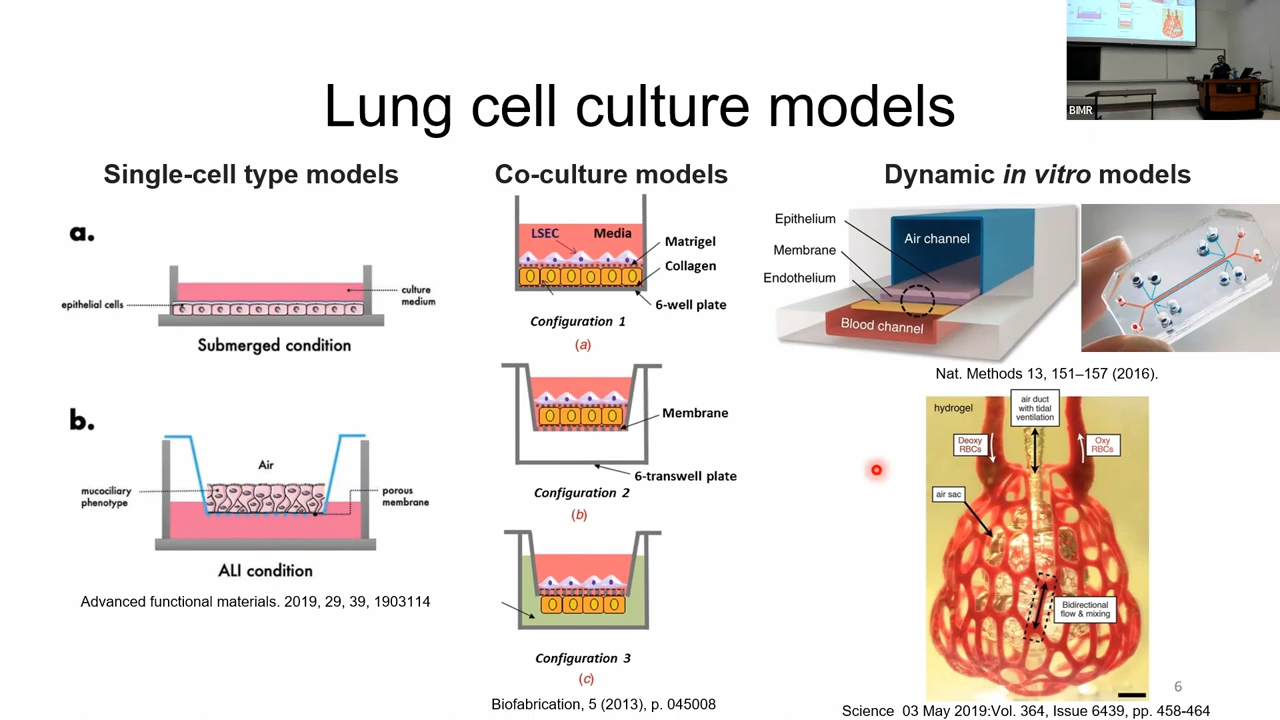 BIMR
Lung cell culture models
Single-cell type models
a.
epithelial cells
culture
medium
Submerged condition
b.
Air
mucociliary
phenotype
porous
membrane
ALI condition
Advanced functional materials. 2019, 29, 39, 1903114
Co-culture models
LSEC
Media
Matrigel
Collagen
6-well plate
Configuration 1
(a)
Membrane
6-transwell plate
Configuration 2
(b)
Configuration 3
(c)
Biofabrication, 5 (2013), p. 045008
Dynamic in vitro models
Epithelium
Membrane
Endothelium
Air channel
Blood channel
Nat. Methods 13, 151–157 (2016).
hydrogel
air duct
with tidal
ventilation
Deoxy
RBCs
Oxy
RBCs
air sac
Bidirectional
flow & mixing
6
Science 03 May 2019:Vol. 364, Issue 6439, pp. 458-464